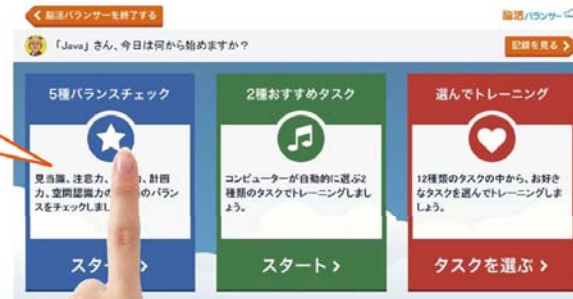 脳活バランサーを終了する
脳活バランサー
「Java」さん、今日は何から始めますか？
記録を見る
5種バランスチェック
見当識、注意力、
力、計画
力、空間認識力の
のバラン
スをチェックしまし
スタ
2種おすすめタスク
コンピューターが自動的に選ぶ2
種類のタスクでトレーニングしまし
ょう。
スタート
選んでトレーニング
12種類のタスクの中から、お好き
なタスクを選んでトレーニングしま
しょう。
タスクを選ぶ